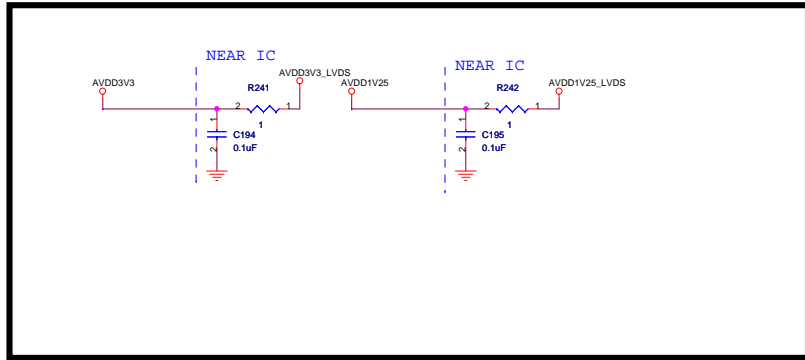 NEAR IC
NEAR IC
AVDD3V3
R241
AVDD3V3_LVDS
AVDD1V25
R242
AVDD1V25_LVDS
2
1
2
1
1
1
1
C194
1
C195
2
0.1uF
2
0.1uF